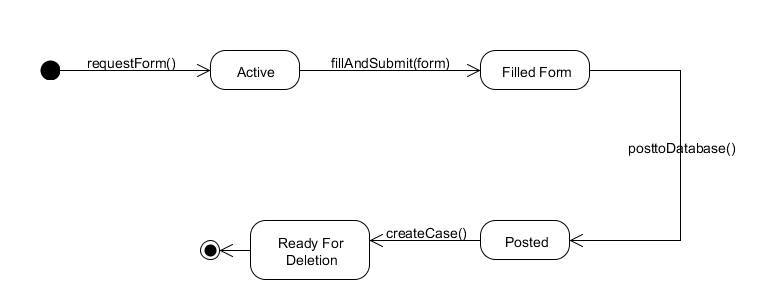 requestForm()
Active
fillAndSubmit(form)
Filled Form
posttoDatabase()
Posted
createCase()
Ready For
Deletion